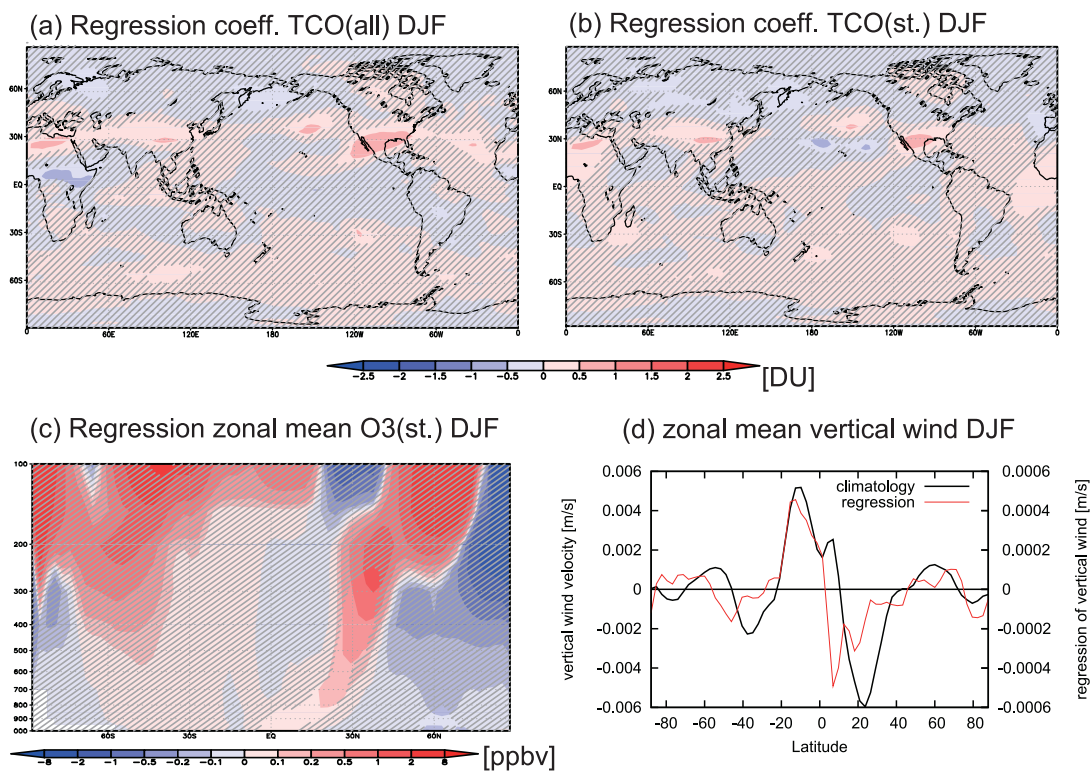 (a) Regression coeff. TCO(all) DJF
(b) Regression coeff. TCO(st.) DJF
60N
30N
EQ
30S
60S
0 60E 120E 180 120W 60W 0
60N
30N
EQ
30S
60S
0 60E 120E 180 120W 60W 0
-2.5 -2 -1.5 -1 -0.5 0 0.5 1 1.5 2 2.5
[DU]
(c) Regression zonal mean O3(st.) DJF
100
200
300
400
500
600
700
800
900
000
60S 30S EQ 30N 60N
-8 -2 -1 -0.5 -0.2 -0.1 0 0.1 0.2 0.5 1 2 8
[ppbv]
(d) zonal mean vertical wind DJF
climatology
regression
vertical wind velocity [m/s]
0.006
0.004
0.002
0
-0.002
-0.004
-0.006
0.0006
0.0004
0.0002
0
-0.0002
-0.0004
-0.0006
regression of vertical wind [m/s]
-80 -60 -40 -20 0 20 40 60 80
Latitude